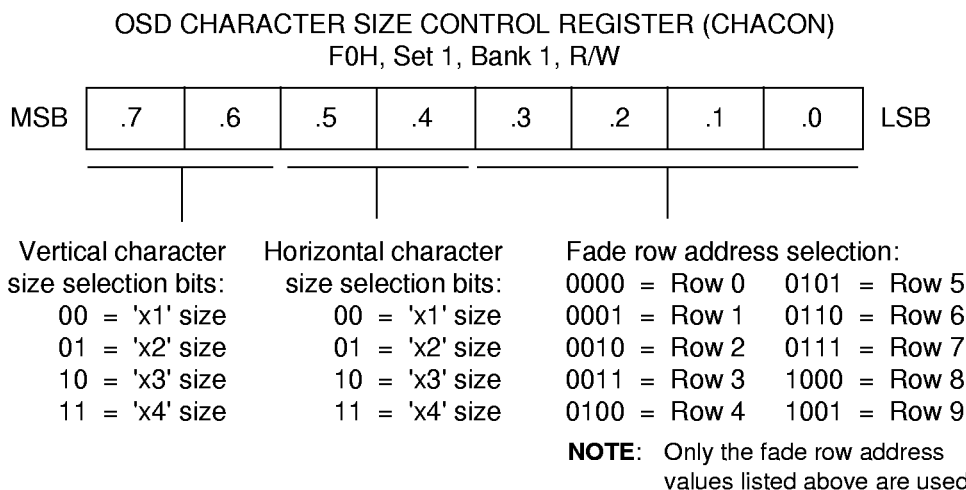 OSD CHARACTER SIZE CONTROL REGISTER (CHACON)
F0H, Set 1, Bank 1, R/W
MSB .7 .6 .5 .4 .3 .2 .1 .0 LSB
Vertical character
size selection bits:
00 = 'x1' size
01 = 'x2' size
10 = 'x3' size
11 = 'x4' size
Horizontal character
size selection bits:
00 = 'x1' size
01 = 'x2' size
10 = 'x3' size
11 = 'x4' size
Fade row address selection:
0000 = Row 0 0101 = Row 5
0001 = Row 1 0110 = Row 6
0010 = Row 2 0111 = Row 7
0011 = Row 3 1000 = Row 8
0100 = Row 4 1001 = Row 9
NOTE: Only the fade row address
values listed above are used